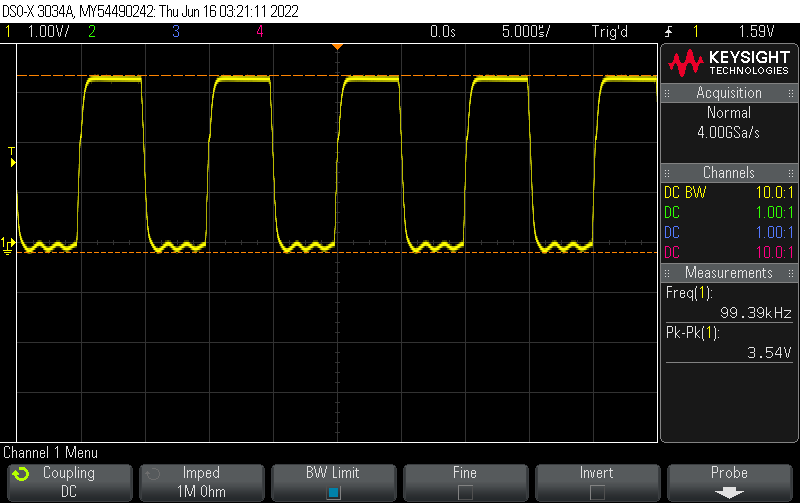 DSO-X 3034A, MY54490242: Thu Jun 16 03:21:11 2022
1 1.00V/ 2 3 4 0.0s 5.000µs/ Trig'd 1 1.59V
KEYSIGHT
TECHNOLOGIES
Acquisition
Normal
4.00GSa/s
Channels
DC BW 10.0:1
DC 1.00:1
DC 1.00:1
DC 10.0:1
Measurements
Freq(1):
99.39kHz
Pk-Pk(1):
3.54V
T
1
Channel 1 Menu
Coupling
DC
Imped
1M Ohm
BW Limit
Fine
Invert
Probe